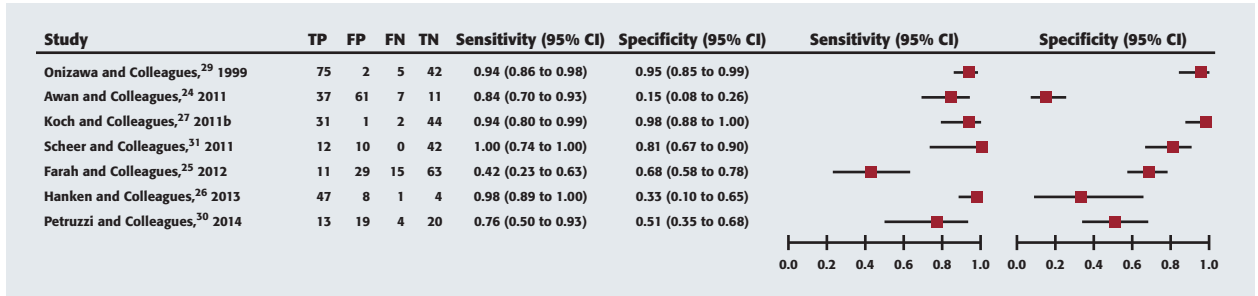 Study TP FP FN TN Sensitivity (95% CI) Specificity (95% CI) Sensitivity (95% CI) Specificity (95% CI)
Onizawa and Colleagues,29 1999 75 2 5 42 0.94 (0.86 to 0.98) 0.95 (0.85 to 0.99)
Awan and Colleagues,24 2011 37 61 7 11 0.84 (0.70 to 0.93) 0.15 (0.08 to 0.26)
Koch and Colleagues,27 2011b 31 1 2 44 0.94 (0.80 to 0.99) 0.98 (0.88 to 1.00)
Scheer and Colleagues,31 2011 12 10 0 42 1.00 (0.74 to 1.00) 0.81 (0.67 to 0.90)
Farah and Colleagues,25 2012 11 29 15 63 0.42 (0.23 to 0.63) 0.68 (0.58 to 0.78)
Hanken and Colleagues,26 2013 47 8 1 4 0.98 (0.89 to 1.00) 0.33 (0.10 to 0.65)
Petruzzi and Colleagues,30 2014 13 19 4 20 0.76 (0.50 to 0.93) 0.51 (0.35 to 0.68)
0.0 0.2 0.4 0.6 0.8 1.0 0.0 0.2 0.4 0.6 0.8 1.0